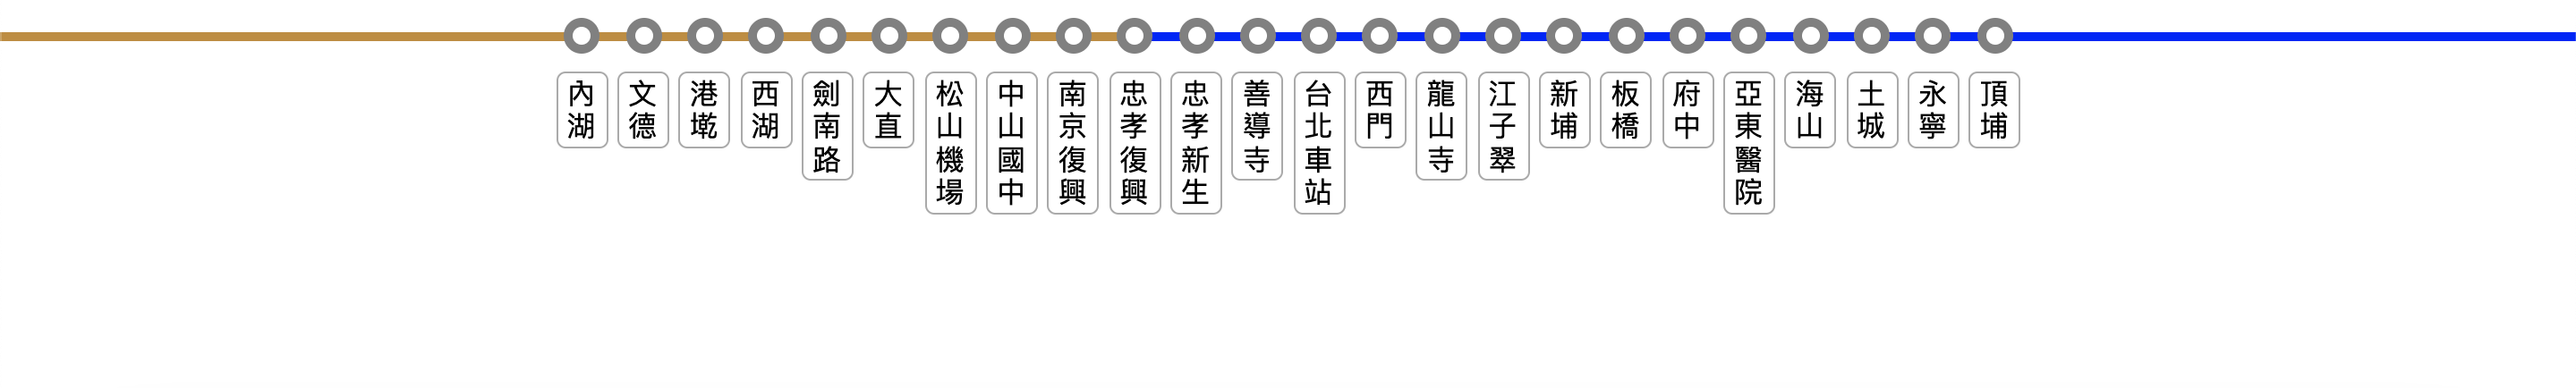 內湖
文德
港墘
西湖
劍南路
大直
松山機場
中山國中
南京復興
忠孝復興
忠孝新生
善導寺
台北車站
西門
龍山寺
江子翠
新埔
板橋
府中
亞東醫院
海山
土城
永寧
頂埔